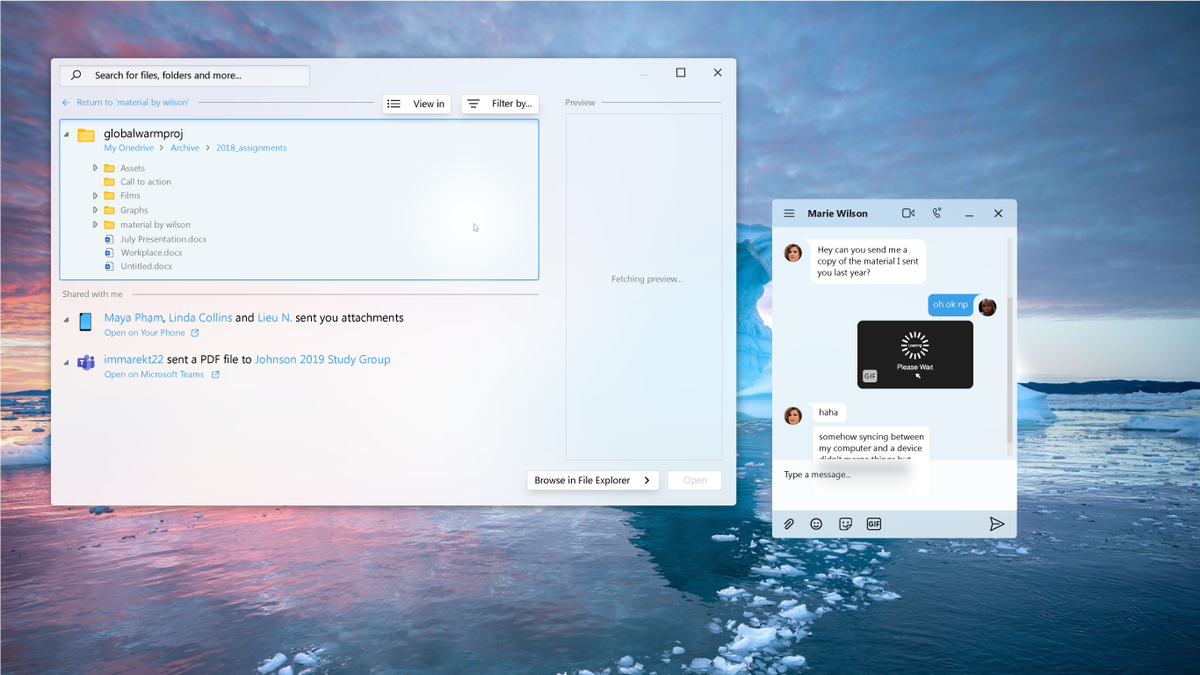 Search for files, folders and more...
Return to 'material by wilson'
View in
Filter by...
Preview
globalwarmproj
My Onedrive > Archive > 2018_assignments
Assets
Call to action
Films
Graphs
material by wilson
July Presentation.docx
Workplace.docx
Untitled.docx
Fetching preview...
Shared with me
Maya Phạm, Linda Collins and Lieu N. sent you attachments
Open on Your Phone
immarekt22 sent a PDF file to Johnson 2019 Study Group
Open on Microsoft Teams
Browse in File Explorer
Open
Marie Wilson
Hey can you send me a
copy of the material I sent
you last year?
oh ok np
Loading
Please Wait
GIF
haha
somehow syncing between
my computer and a device
didn't merge things but
Type a message...
GIF